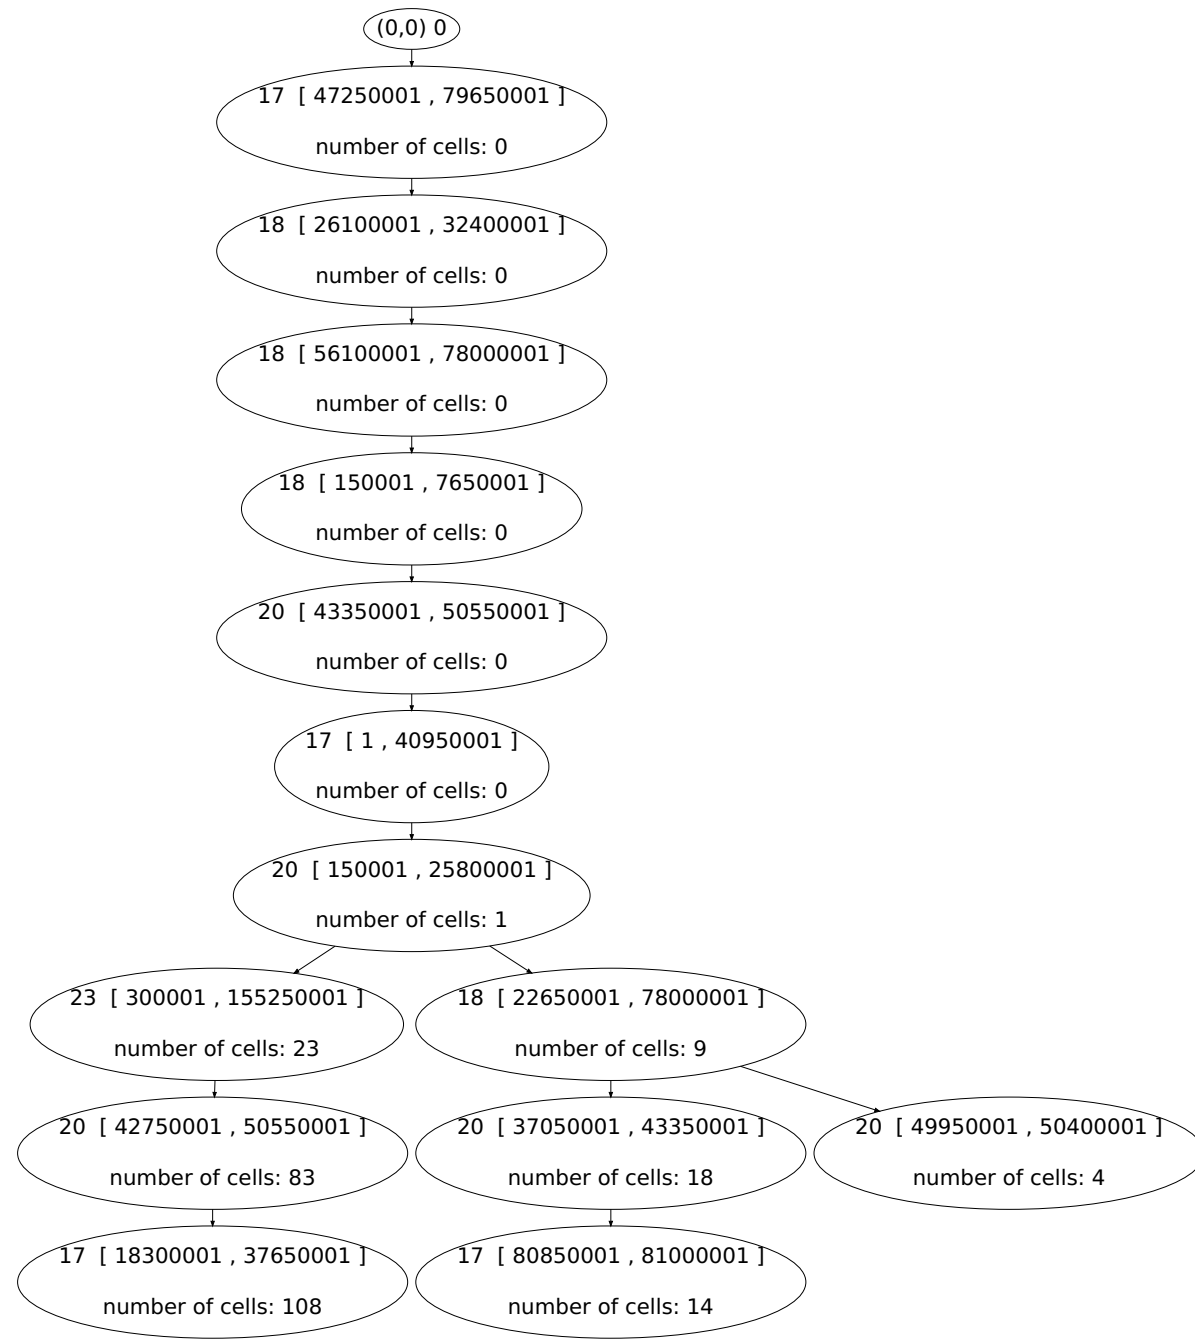 (0,0) 0
17 [ 47250001 , 79650001 ]
number of cells: 0
18 [ 26100001 , 32400001 ]
number of cells: 0
18 [ 56100001 , 78000001 ]
number of cells: 0
18 [ 150001 , 7650001 ]
number of cells: 0
20 [ 43350001 , 50550001 ]
number of cells: 0
17 [ 1 , 40950001 ]
number of cells: 0
20 [ 150001 , 25800001 ]
number of cells: 1
23 [ 300001 , 155250001 ]
number of cells: 23
18 [ 22650001 , 78000001 ]
number of cells: 9
20 [ 42750001 , 50550001 ]
number of cells: 83
20 [ 37050001 , 43350001 ]
number of cells: 18
20 [ 49950001 , 50400001 ]
number of cells: 4
17 [ 18300001 , 37650001 ]
number of cells: 108
17 [ 80850001 , 81000001 ]
number of cells: 14